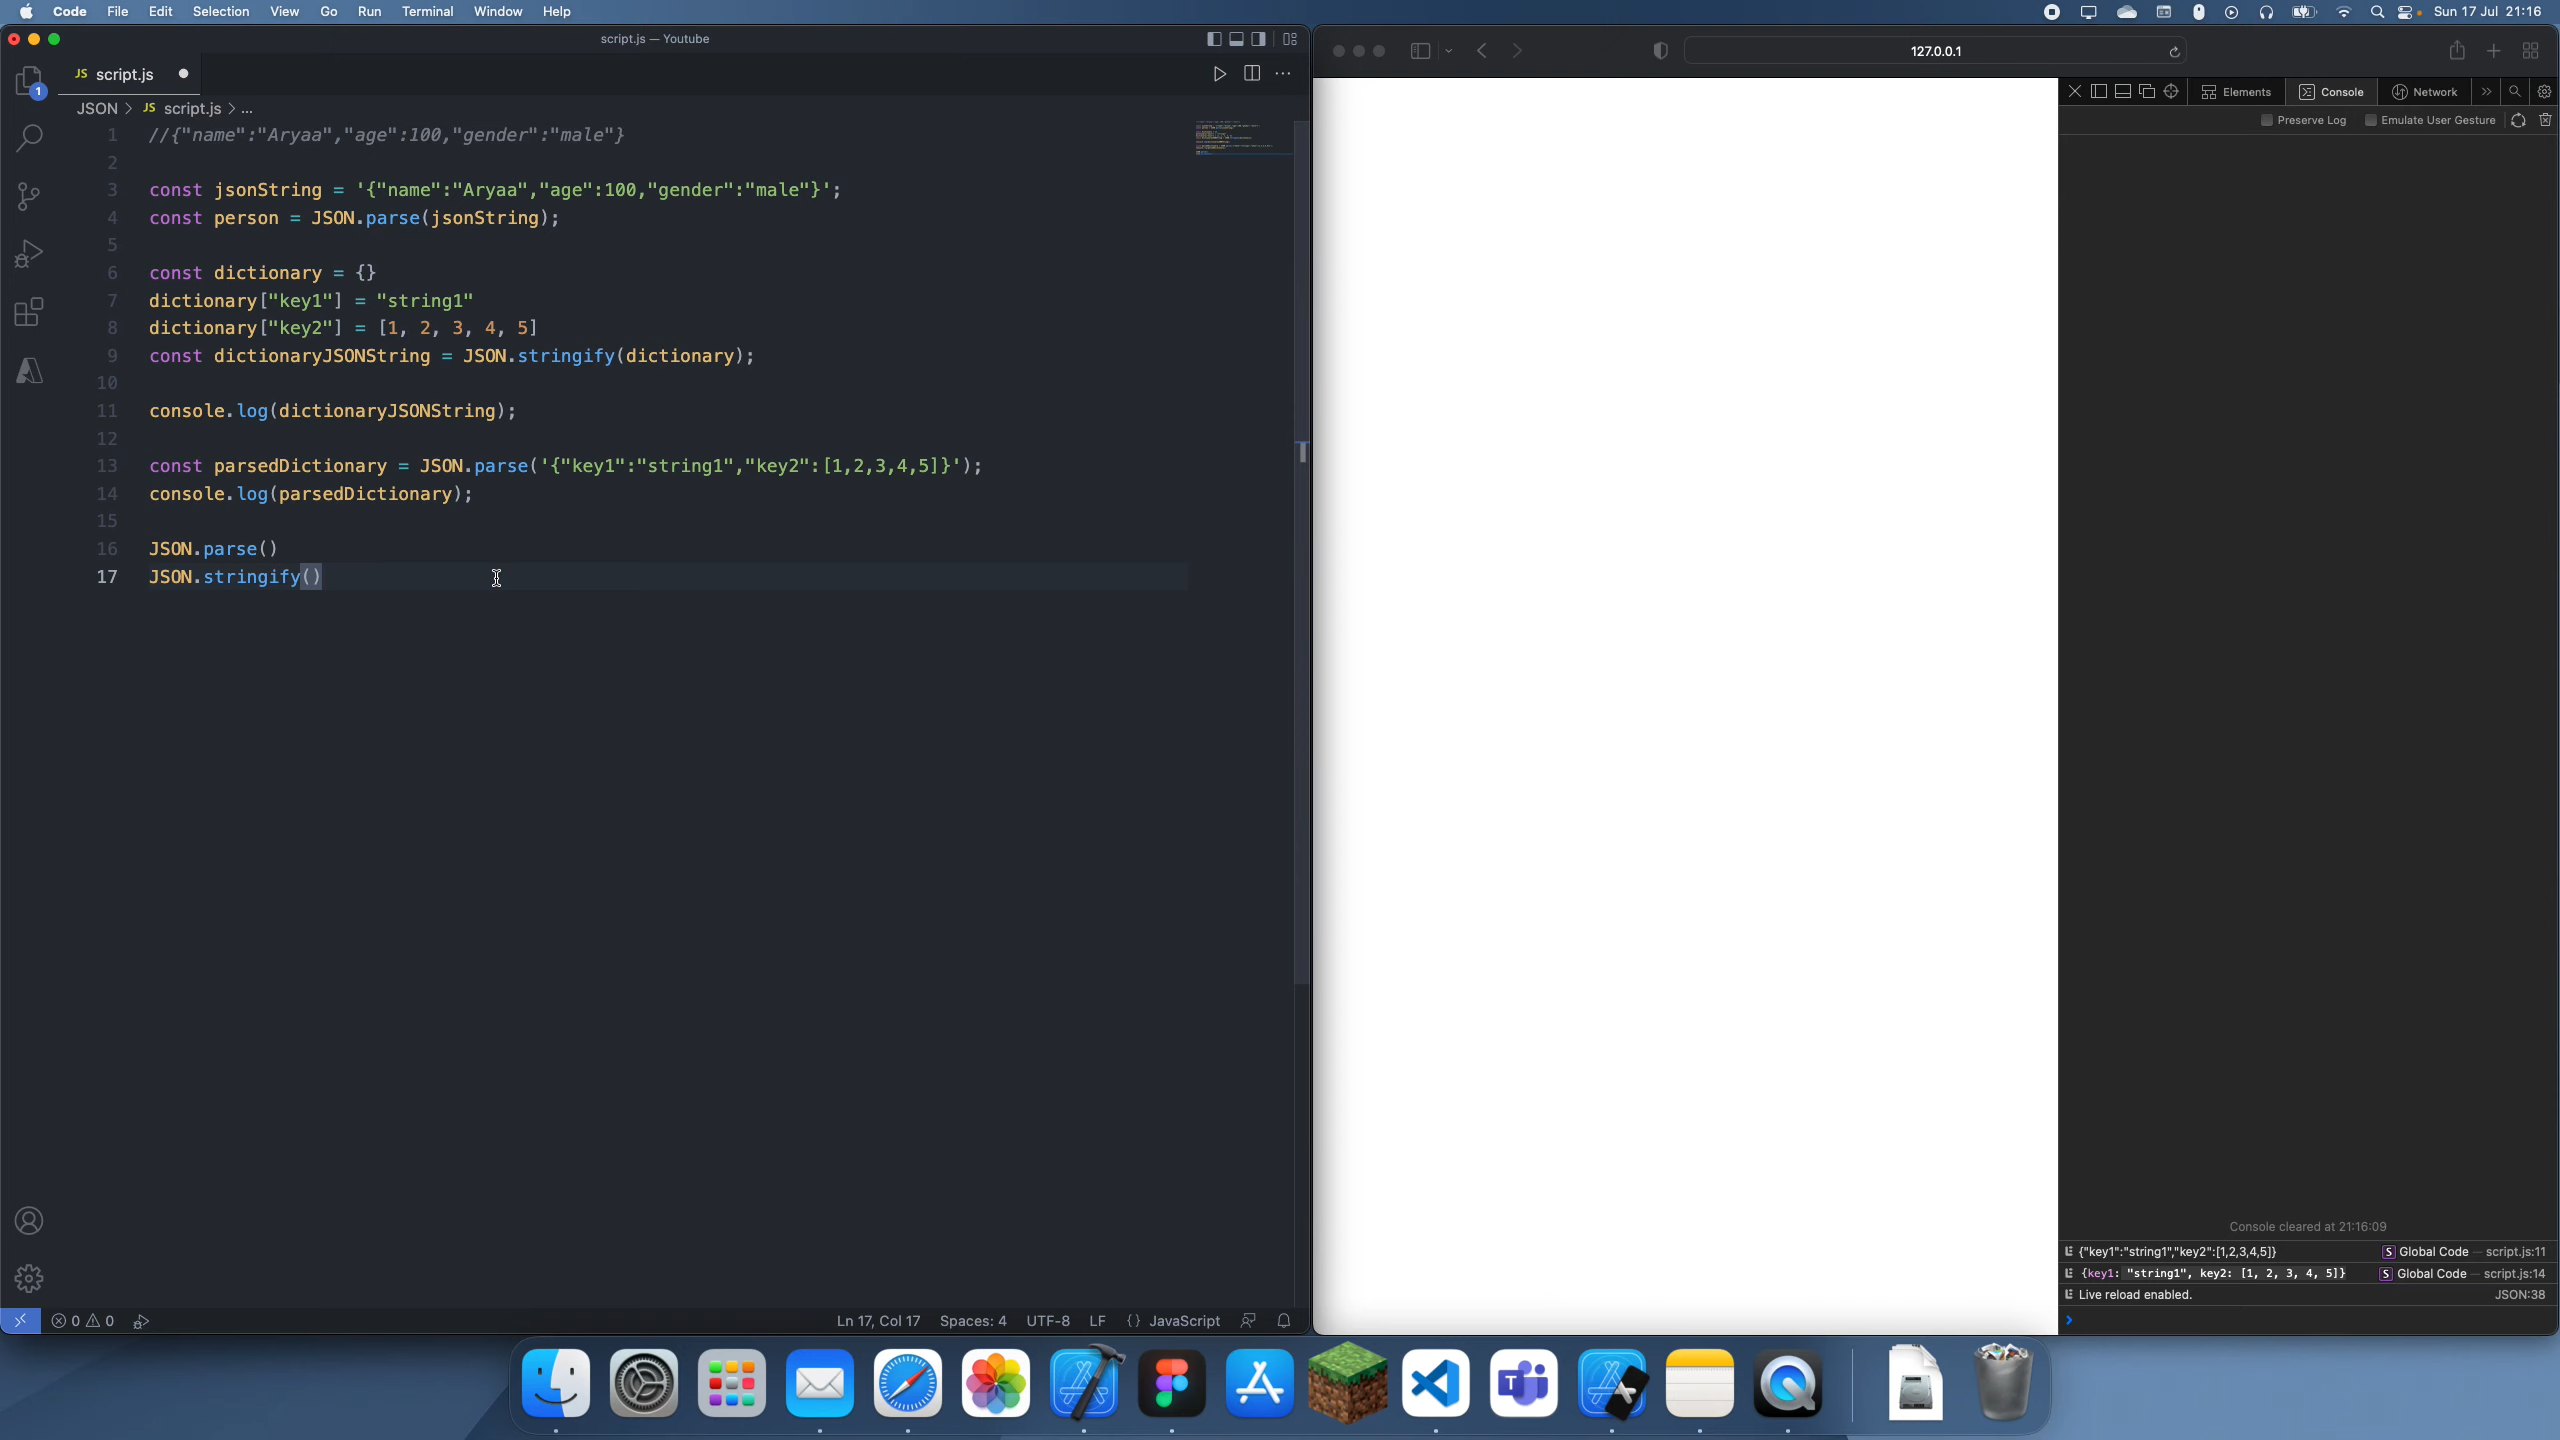 Code File Edit Selection View Go Run Terminal Window Help
Sun 17 Jul 21:16
script.js — Youtube
127.0.0.1
JS script.js
1
JSON > JS script.js > ...
1 //{"name":"Aryaa","age":100,"gender":"male"}
2
3 const jsonString = '{"name":"Aryaa","age":100,"gender":"male"}';
4 const person = JSON.parse(jsonString);
5
6 const dictionary = {}
7 dictionary["key1"] = "string1"
8 dictionary["key2"] = [1, 2, 3, 4, 5]
9 const dictionaryJSONString = JSON.stringify(dictionary);
10
11 console.log(dictionaryJSONString);
12
13 const parsedDictionary = JSON.parse('{"key1":"string1","key2":[1,2,3,4,5]}');
14 console.log(parsedDictionary);
15
16 JSON.parse()
17 JSON.stringify()
0 0
Ln 17, Col 17 Spaces: 4 UTF-8 LF {} JavaScript
Elements Console Network
Preserve Log Emulate User Gesture
Console cleared at 21:16:09
{"key1":"string1","key2":[1,2,3,4,5]} S Global Code — script.js:11
{key1: "string1", key2: [1, 2, 3, 4, 5]} S Global Code — script.js:14
Live reload enabled. JSON:38
T